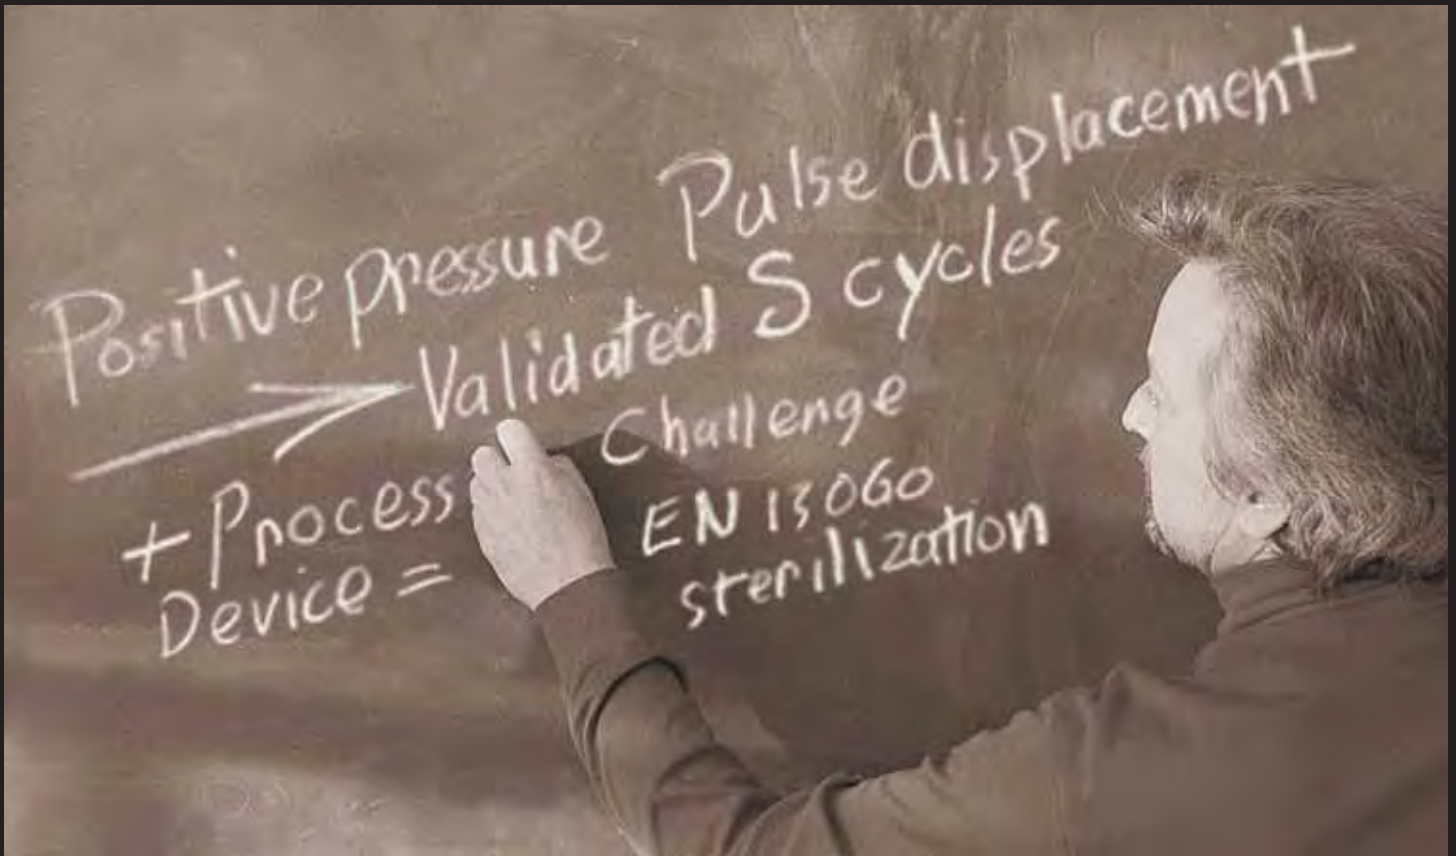 Positive pressure Pulse displacement
→ Validated S cycles
+ Process Challenge
Device = EN 13060
sterilization